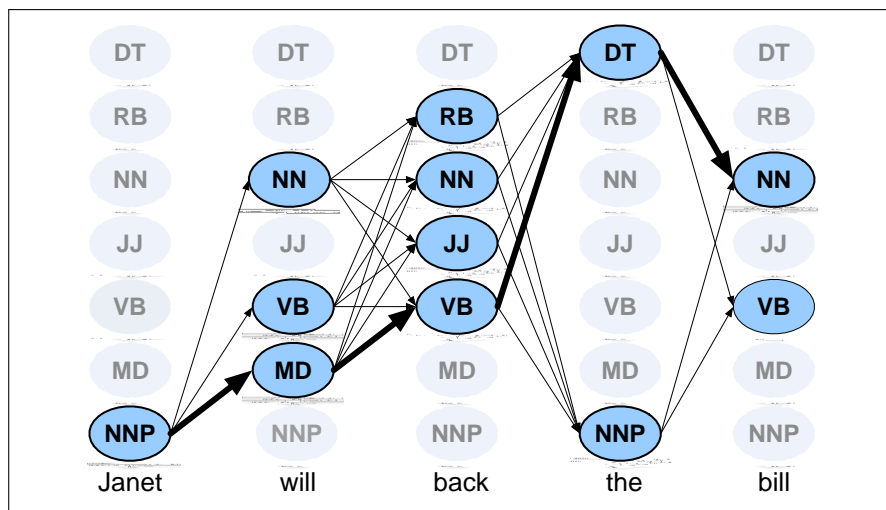 DT DT DT DT DT
RB RB RB RB RB
NN NN NN NN NN
JJ JJ JJ JJ JJ
VB VB VB VB VB
MD MD MD MD MD
NNP NNP NNP NNP NNP
Janet will back the bill